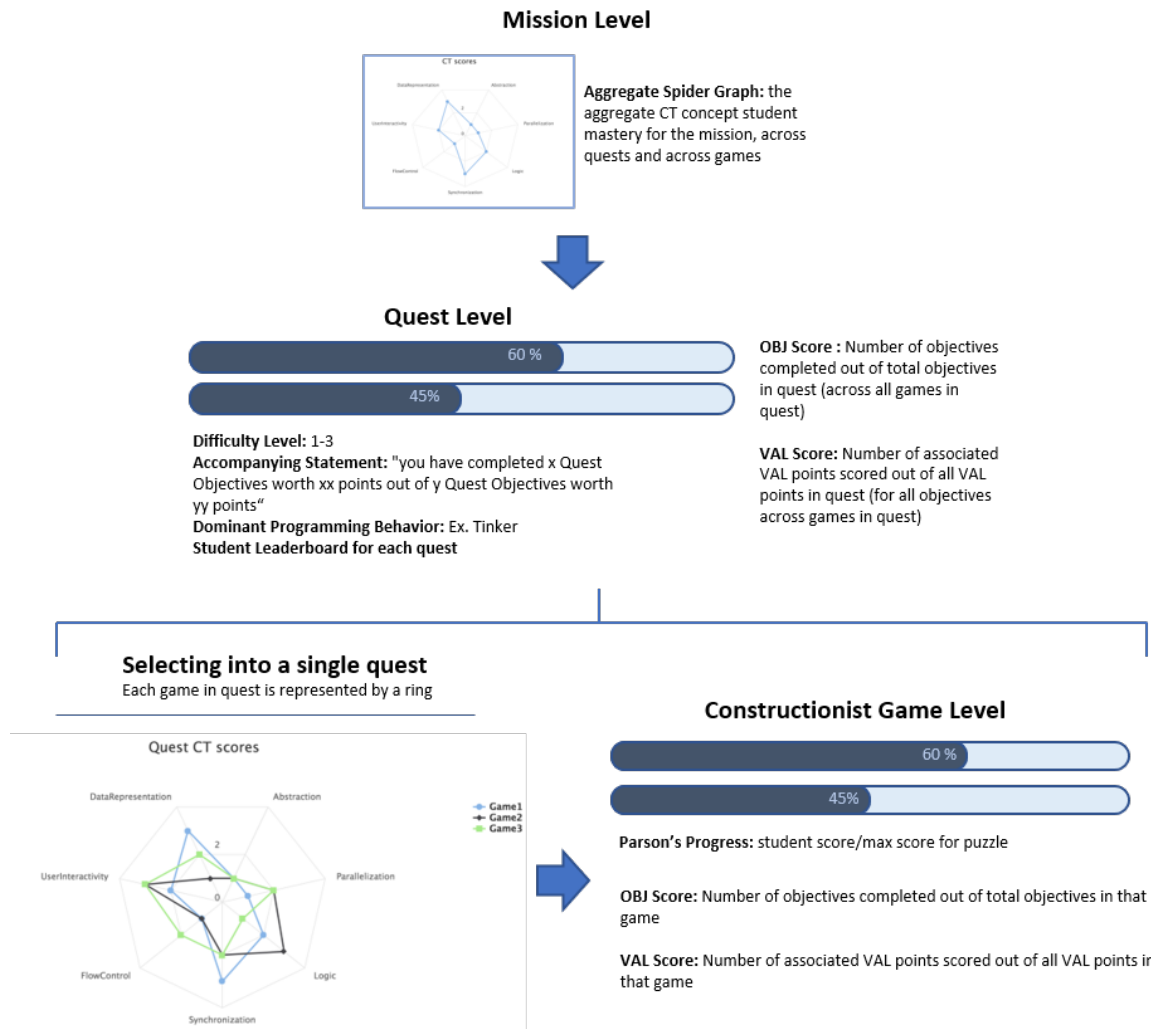 Mission Level
CT scores
DataRepresentation
Abstraction
UserInteractivity
Parallelization
FlowControl
Logic
Synchronization
Aggregate Spider Graph: the
aggregate CT concept student
mastery for the mission, across
quests and across games
Quest Level
60 %
45%
OBJ Score : Number of objectives
completed out of total objectives
in quest (across all games in
quest)
VAL Score: Number of associated
VAL points scored out of all VAL
points in quest (for all objectives
across games in quest)
Difficulty Level: 1-3
Accompanying Statement: "you have completed x Quest
Objectives worth xx points out of y Quest Objectives worth
yy points“
Dominant Programming Behavior: Ex. Tinker
Student Leaderboard for each quest
Selecting into a single quest
Each game in quest is represented by a ring
Quest CT scores
DataRepresentation
Abstraction
Game1
Game2
Game3
2
UserInteractivity
Parallelization
0
FlowControl
Logic
Synchronization
Constructionist Game Level
60 %
45%
Parson's Progress: student score/max score for puzzle
OBJ Score: Number of objectives completed out of total objectives in that
game
VAL Score: Number of associated VAL points scored out of all VAL points in
that game